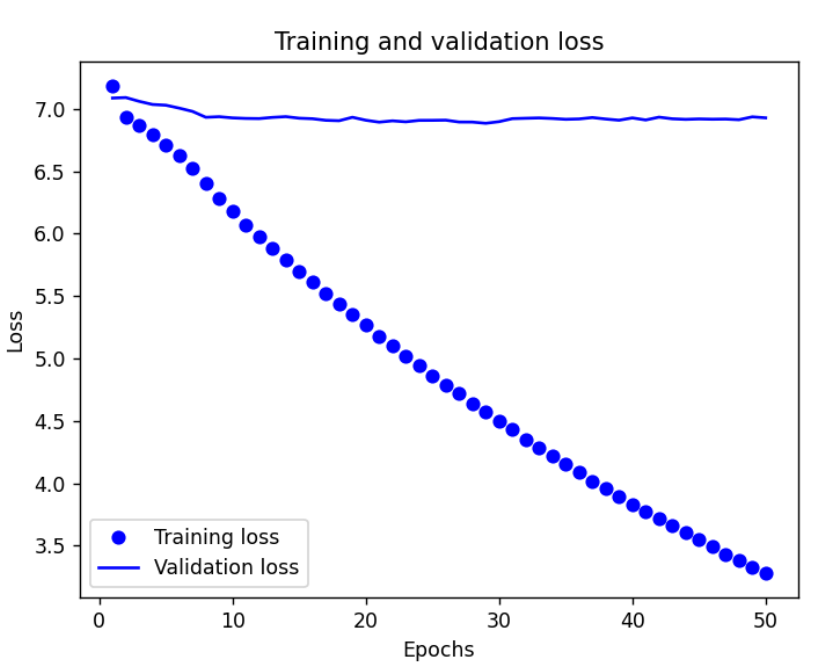 Training and validation loss
7.0
6.5
6.0
5.5
5.0
4.5
4.0
3.5
Loss
Training loss
Validation loss
0 10 20 30 40 50
Epochs